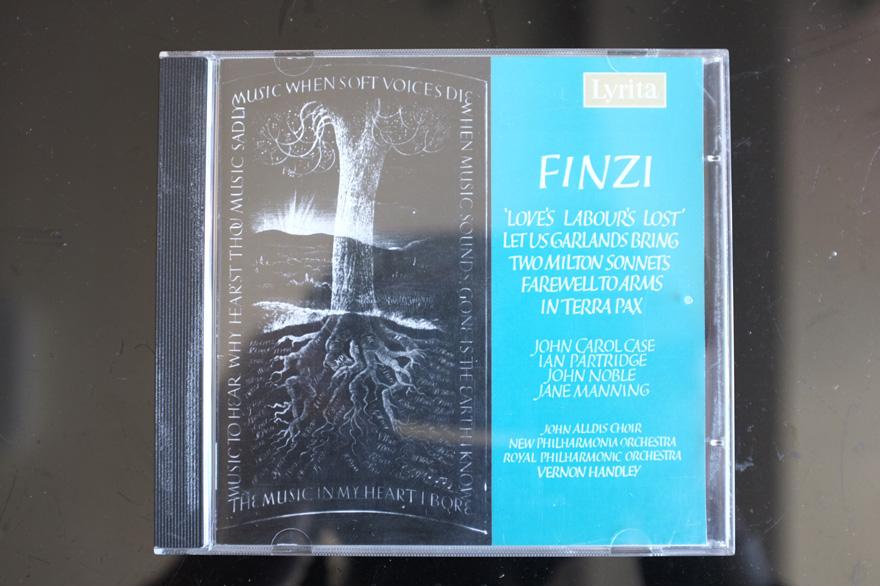 MUSIC WHEN SOFT VOICES DIE
WHEN MUSIC SOUNDS GONE IS THE EARTH I KNOW
THE MUSIC IN MY HEART I BORE
MUSIC TO HEAR WHY HEAREST THOU MUSIC SADLY
Lyrita
FINZI
'LOVE'S LABOUR'S LOST'
LET US GARLANDS BRING
TWO MILTON SONNETS
FAREWELL TO ARMS
IN TERRA PAX
JOHN CAROL CASE
IAN PARTRIDGE
JOHN NOBLE
JANE MANNING
JOHN ALLDIS CHOIR
NEW PHILHARMONIA ORCHESTRA
ROYAL PHILHARMONIC ORCHESTRA
VERNON HANDLEY